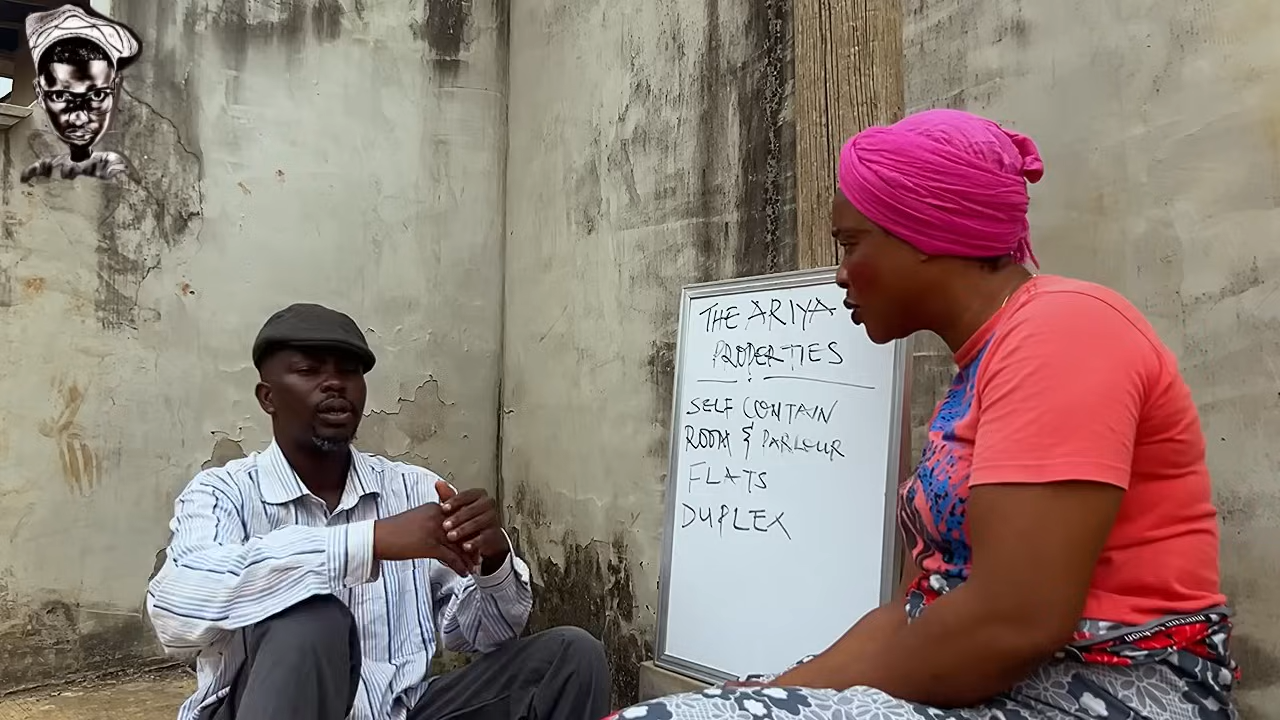 THE ARIYA
PROPERTIES
SELF CONTAIN
ROOM & PARLOUR
FLATS
DUPLEX